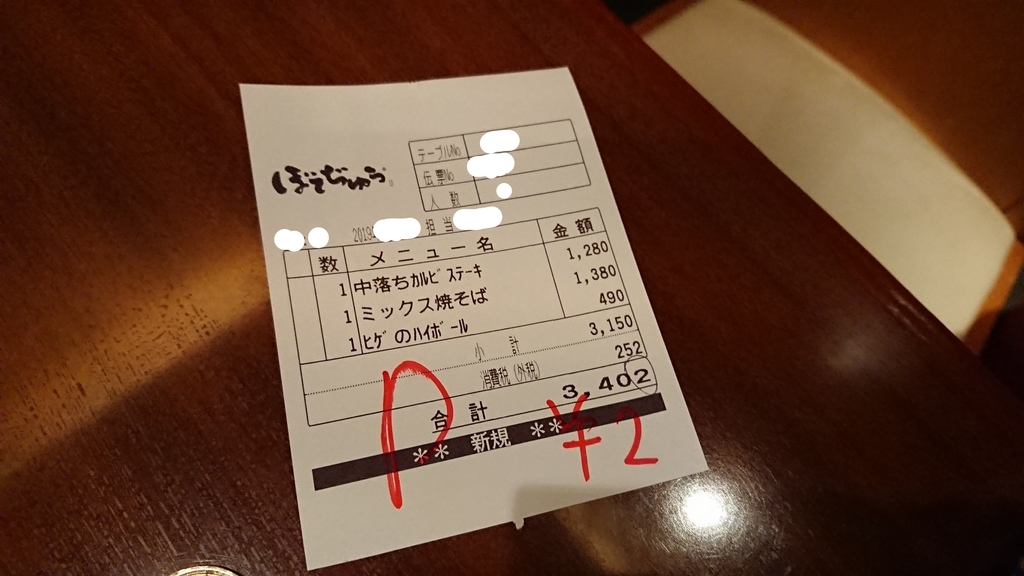 ぼてぢゅう。
テーブルNo
伝票No
人数
2019 担当
数 メニュー名 金額
1 中落ちｶﾙﾋﾞｽﾃｰｷ 1,280
1 ミックス焼そば 1,380
1 ﾋｹﾞのﾊｲﾎﾞｰﾙ 490
小計 3,150
消費税(外税) 252
合計 3,402
** 新規 **
P ¥2